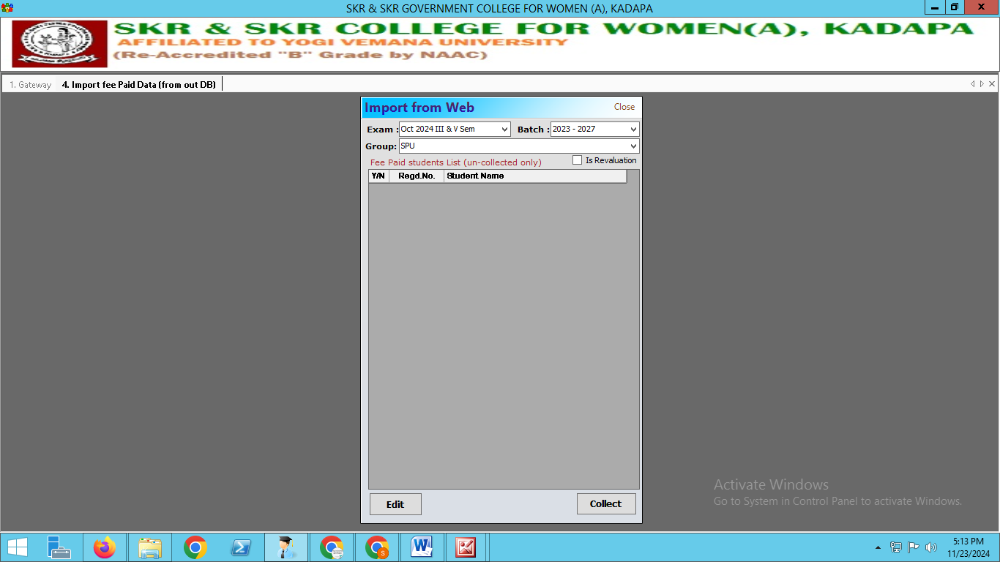 SKR & SKR GOVERNMENT COLLEGE FOR WOMEN (A), KADAPA
SKR & SKR COLLEGE FOR WOMEN(A), KADAPA
AFFILIATED TO YOGI VEMANA UNIVERSITY
(Re-Accredited "B" Grade by NAAC)
1. Gateway 4. Import fee Paid Data (from out DB)
Import from Web Close
Exam : Oct 2024 III & V Sem Batch : 2023 - 2027
Group: SPU
Fee Paid students List (un-collected only) Is Revaluation
Y/N Regd.No. Student Name
Edit Collect
Activate Windows
Go to System in Control Panel to activate Windows.
5:13 PM
11/23/2024